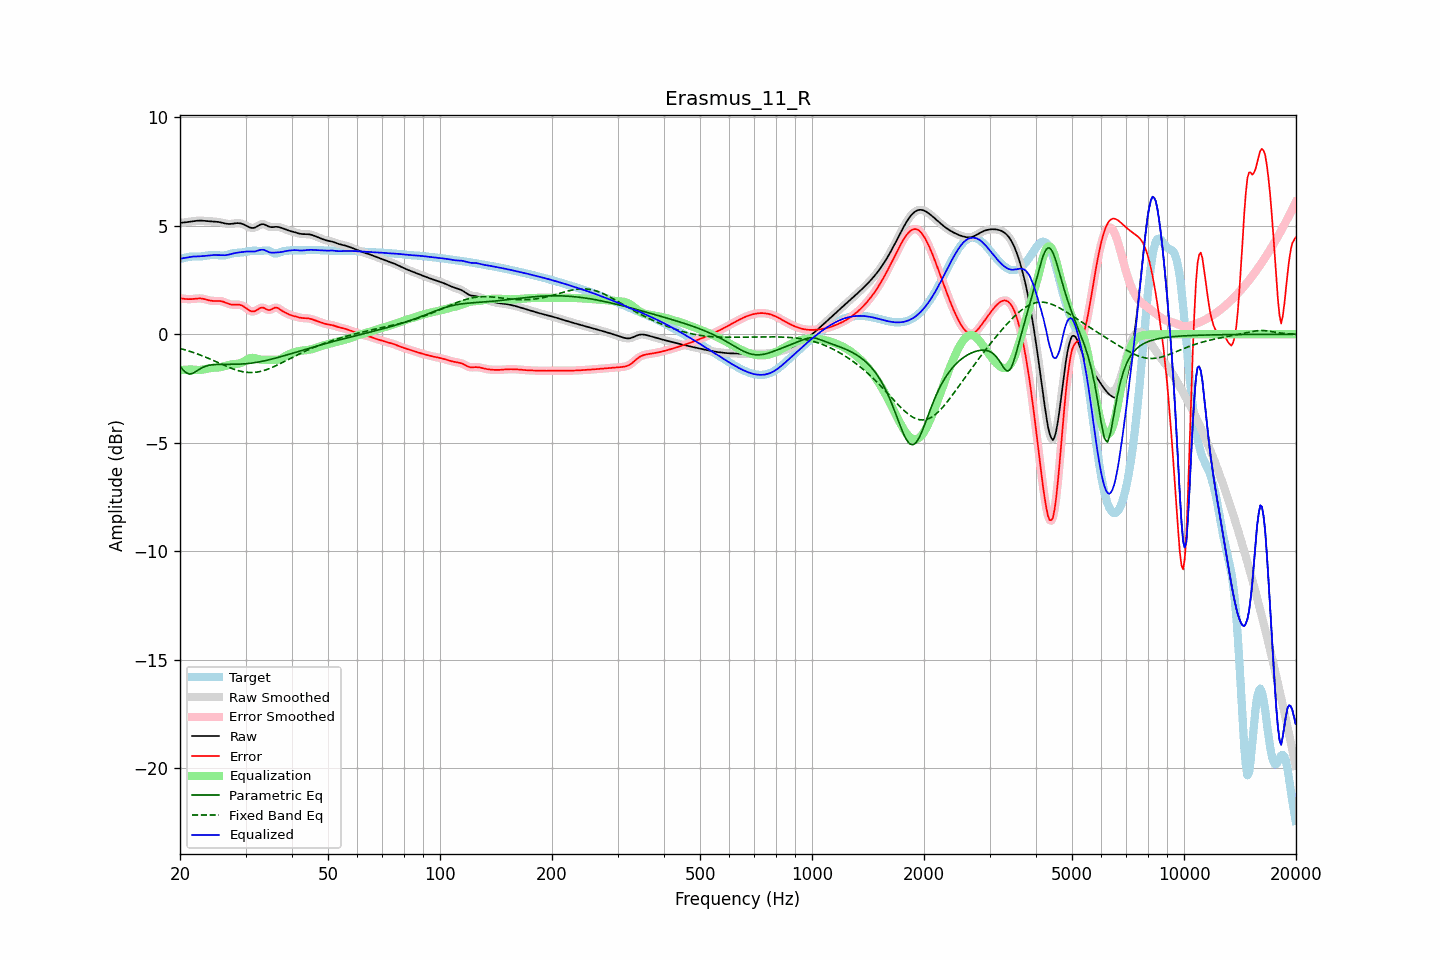 Erasmus_11_R
Amplitude (dBr)
10
5
0
−5
−10
−15
−20
Target
Raw Smoothed
Error Smoothed
Raw
Error
Equalization
Parametric Eq
Fixed Band Eq
Equalized
20 50 100 200 500 1000 2000 5000 10000 20000
Frequency (Hz)